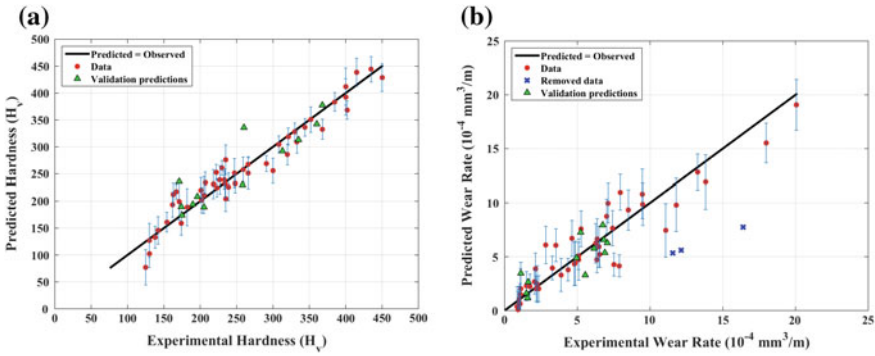 (a)
500
450
400
350
300
250
200
150
100
50
0
0 50 100 150 200 250 300 350 400 450 500
Predicted Hardness (Hv)
Experimental Hardness (Hv)
Predicted = Observed
Data
Validation predictions
(b)
25
20
15
10
5
0
0 5 10 15 20 25
Predicted Wear Rate (10-4 mm3/m)
Experimental Wear Rate (10-4 mm3/m)
Predicted = Observed
Data
Removed data
Validation predictions